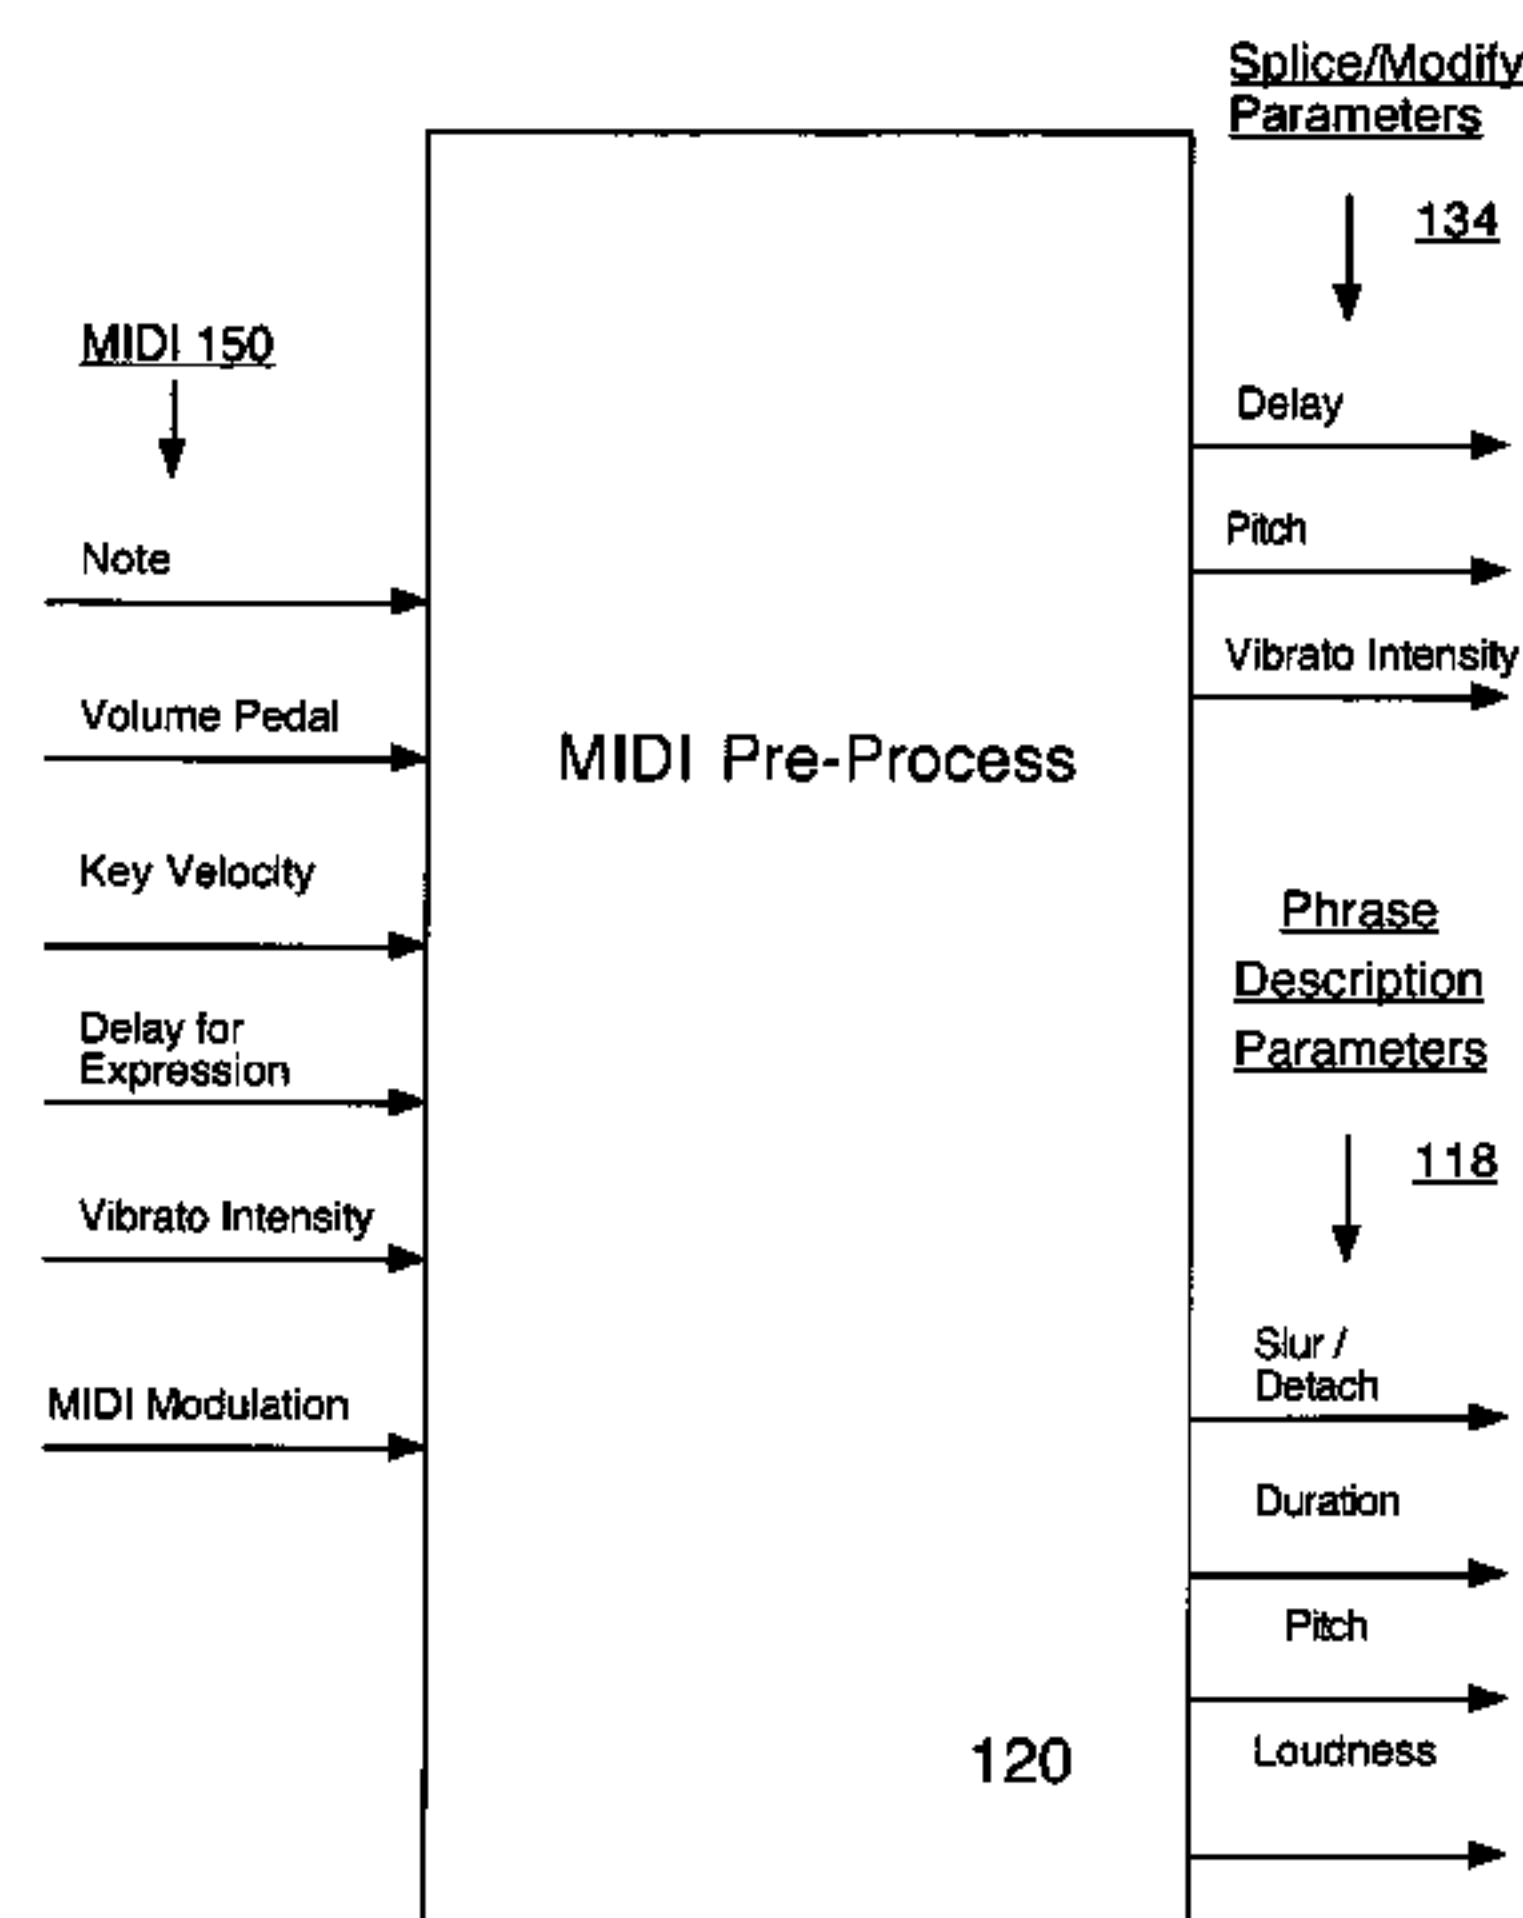 Splice/Modify
Parameters
134
MIDI 150
Delay
Pitch
Note
Vibrato Intensity
Volume Pedal
MIDI Pre-Process
Key Velocity
Phrase
Description
Parameters
Delay for
Expression
118
Vibrato Intensity
Slur /
Detach
MIDI Modulation
Duration
Pitch
120
Loudness